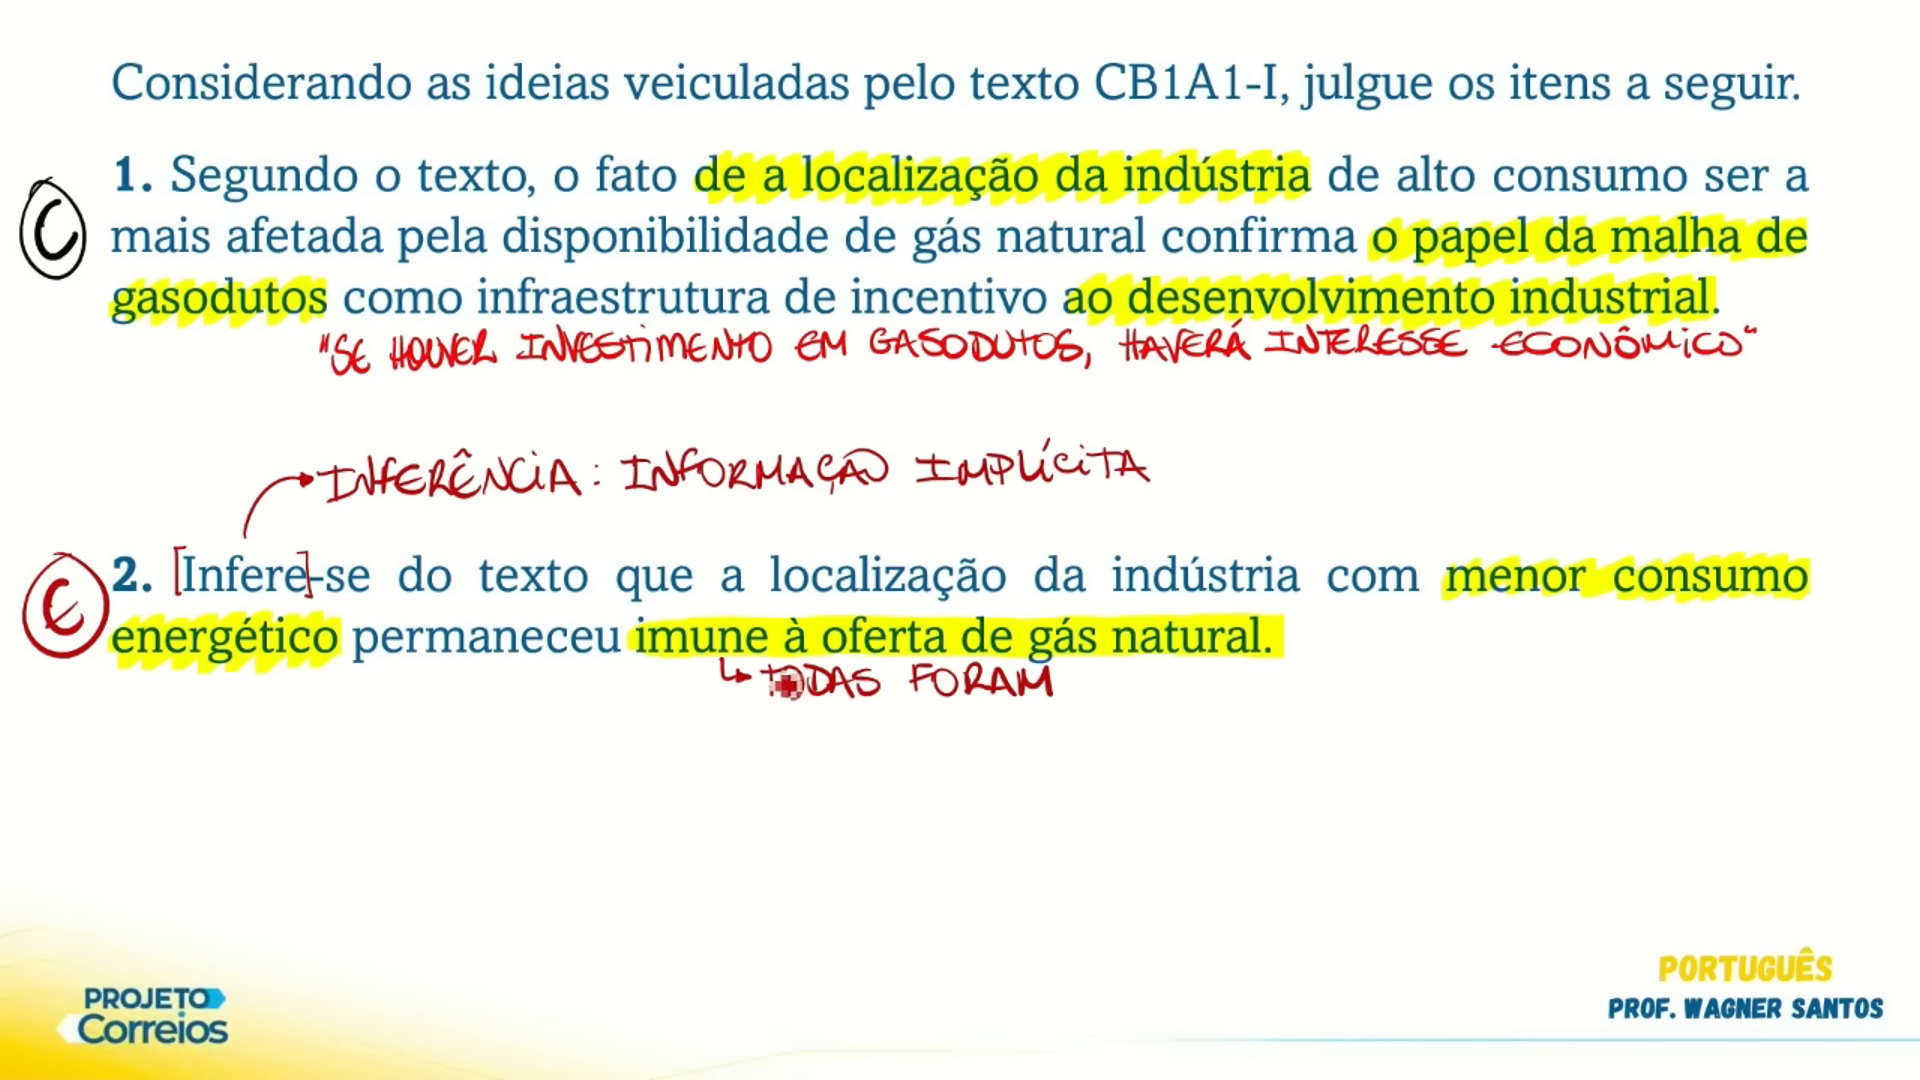 Considerando as ideias veiculadas pelo texto CB1A1-I, julgue os itens a seguir.
1. Segundo o texto, o fato de a localização da indústria de alto consumo ser a
C
mais afetada pela disponibilidade de gás natural confirma o papel da malha de
gasodutos como infraestrutura de incentivo ao desenvolvimento industrial.
"SE HOUVER INVESTIMENTO EM GASODUTOS, HAVERÁ INTERESSE ECONÔMICO"
INFERÊNCIA: INFORMAÇÃO IMPLÍCITA
2. [Infere]-se do texto que a localização da indústria com menor consumo
E
energético permaneceu imune à oferta de gás natural.
TODAS FORAM
PROJETO
Correios
PORTUGUÊS
PROF. WAGNER SANTOS